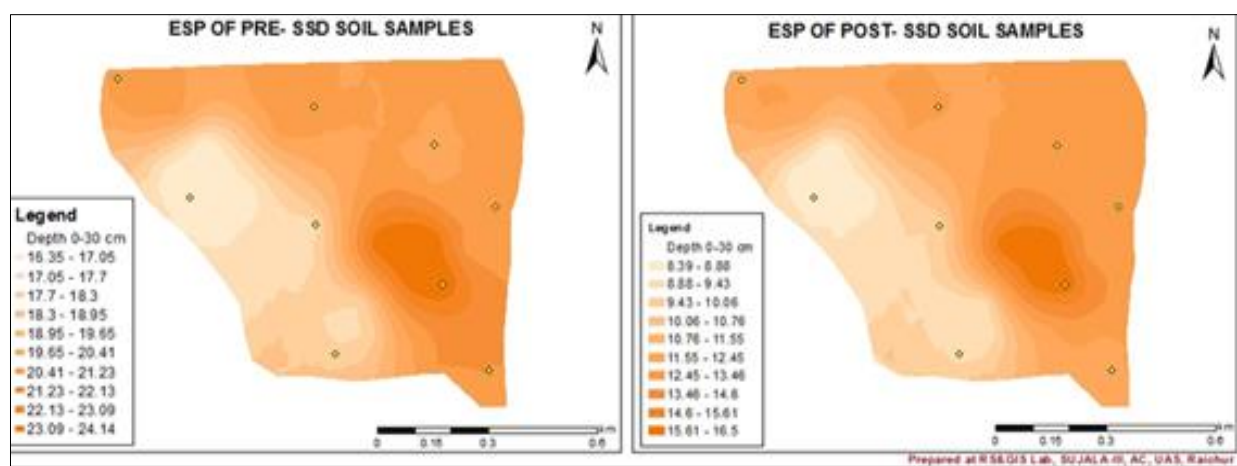 ESP OF PRE- SSD SOIL SAMPLES
N
Legend
Depth 0-30 cm
16.35 - 17.05
17.05 - 17.7
17.7 - 18.3
18.3 - 18.95
18.95 - 19.65
19.65 - 20.41
20.41 - 21.23
21.23 - 22.13
22.13 - 23.09
23.09 - 24.14
km
0 0.15 0.3 0.6
ESP OF POST- SSD SOIL SAMPLES
N
Legend
Depth 0-30 cm
8.39 - 8.88
8.88 - 9.43
9.43 - 10.06
10.06 - 10.76
10.76 - 11.55
11.55 - 12.45
12.45 - 13.46
13.46 - 14.6
14.6 - 15.61
15.61 - 16.5
km
0 0.15 0.3 0.6
Prepared at RS&GIS Lab, SUJALA-III, AC, UAS, Raichur